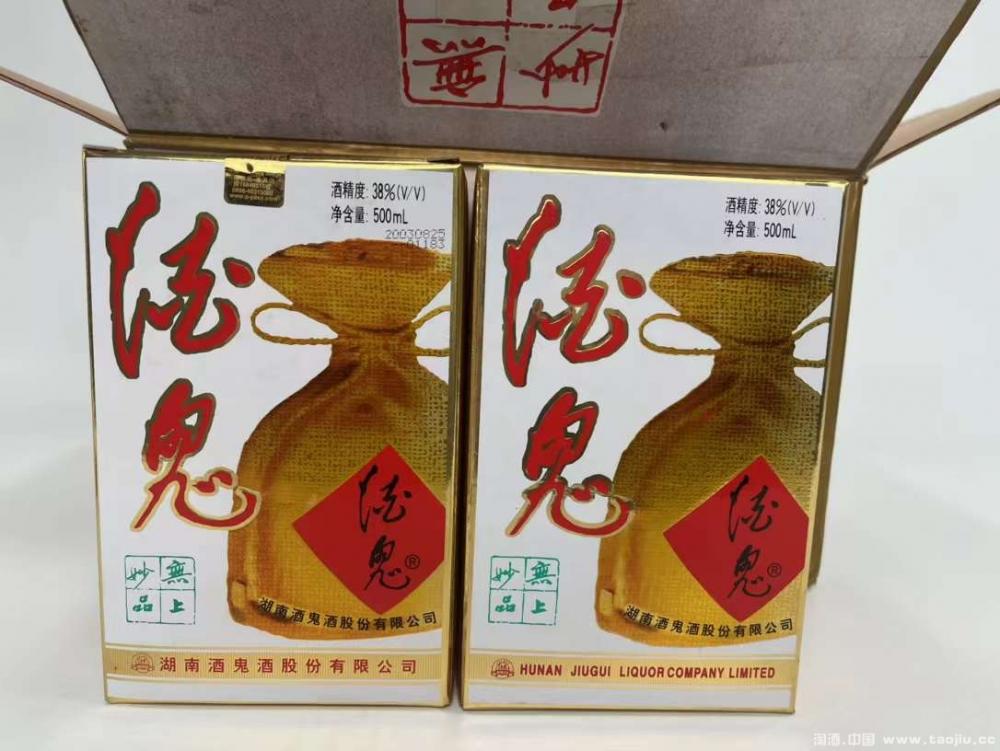 無
酒精度: 38%(V/V)
净含量: 500mL
20030825
01183
酒鬼
酒鬼®
無上
妙品
湖南酒鬼酒股份有限公司
湖南酒鬼酒股份有限公司
酒精度: 38%(V/V)
净含量: 500mL
酒鬼
酒鬼®
無上
妙品
湖南酒鬼酒股份有限公司
HUNAN JIUGUI LIQUOR COMPANY LIMITED
淘酒.中国 www.taojiu.cc